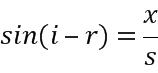 sin(i – r) = x/s